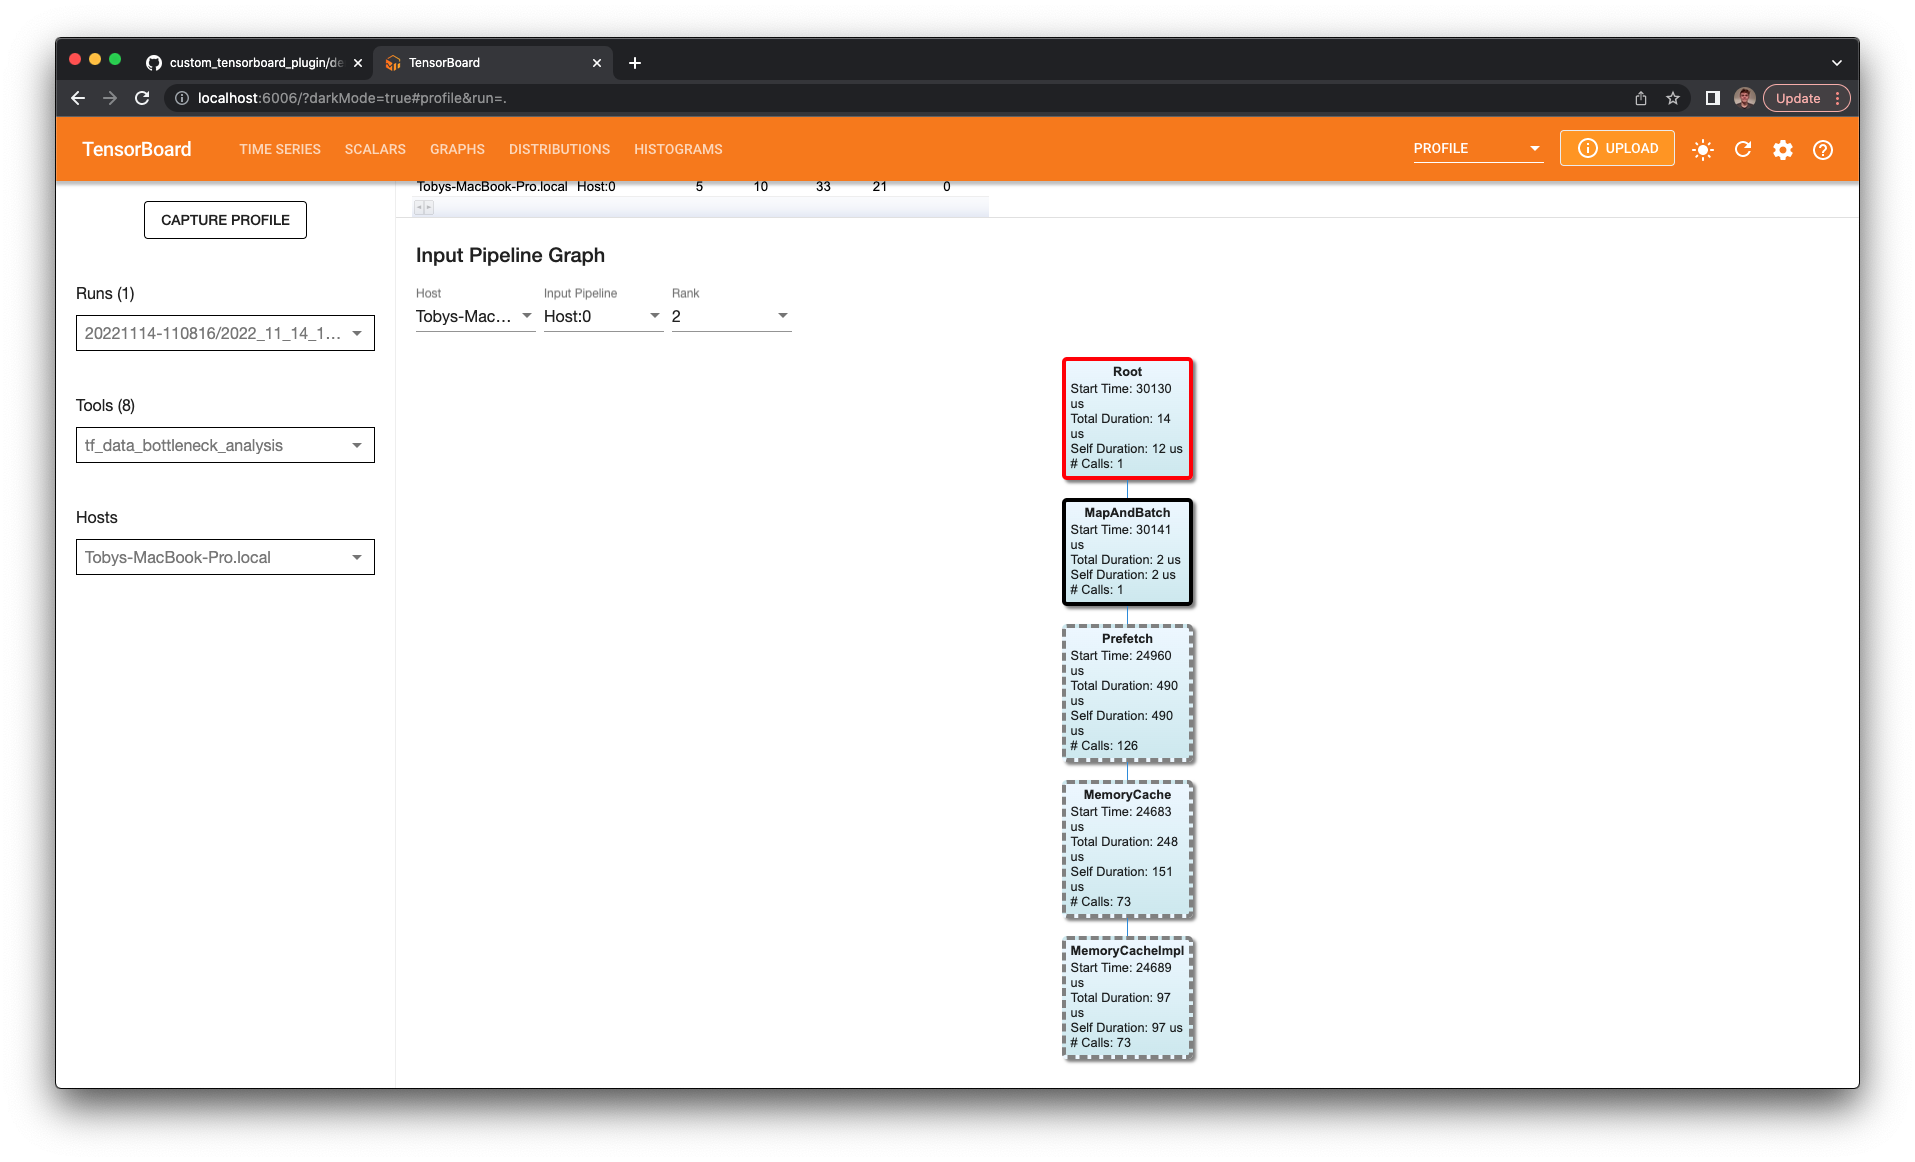 custom_tensorboard_plugin/de
TensorBoard
localhost:6006/?darkMode=true#profile&run=.
Update
TensorBoard
TIME SERIES
SCALARS
GRAPHS
DISTRIBUTIONS
HISTOGRAMS
PROFILE
UPLOAD
CAPTURE PROFILE
Runs (1)
20221114-110816/2022_11_14_1...
Tools (8)
tf_data_bottleneck_analysis
Hosts
Tobys-MacBook-Pro.local
Tobys-MacBook-Pro.local Host:0 5 10 33 21 0
Input Pipeline Graph
Host Input Pipeline Rank
Tobys-Mac... Host:0 2
Root
Start Time: 30130
us
Total Duration: 14
us
Self Duration: 12 us
# Calls: 1
MapAndBatch
Start Time: 30141
us
Total Duration: 2 us
Self Duration: 2 us
# Calls: 1
Prefetch
Start Time: 24960
us
Total Duration: 490
us
Self Duration: 490
us
# Calls: 126
MemoryCache
Start Time: 24683
us
Total Duration: 248
us
Self Duration: 151
us
# Calls: 73
MemoryCacheImpl
Start Time: 24689
us
Total Duration: 97
us
Self Duration: 97 us
# Calls: 73